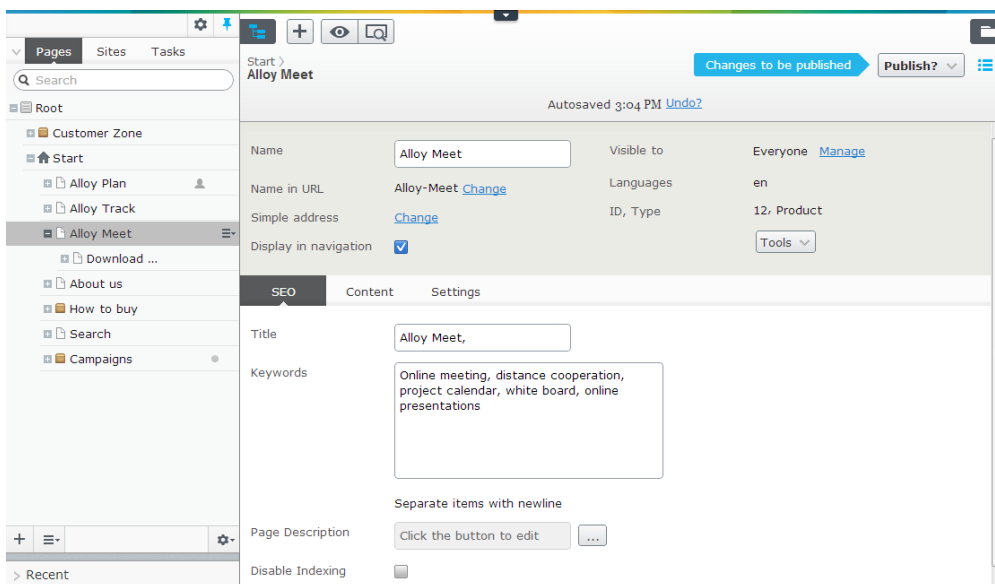 Pages Sites Tasks
Search
Root
Customer Zone
Start
Alloy Plan
Alloy Track
Alloy Meet
Download ...
About us
How to buy
Search
Campaigns
> Recent
Start >
Alloy Meet
Changes to be published
Publish?
Autosaved 3:04 PM Undo?
Name Alloy Meet
Name in URL Alloy-Meet Change
Simple address Change
Display in navigation
Visible to Everyone Manage
Languages en
ID, Type 12, Product
Tools
SEO Content Settings
Title Alloy Meet,
Keywords Online meeting, distance cooperation,
project calendar, white board, online
presentations
Separate items with newline
Page Description Click the button to edit ...
Disable Indexing